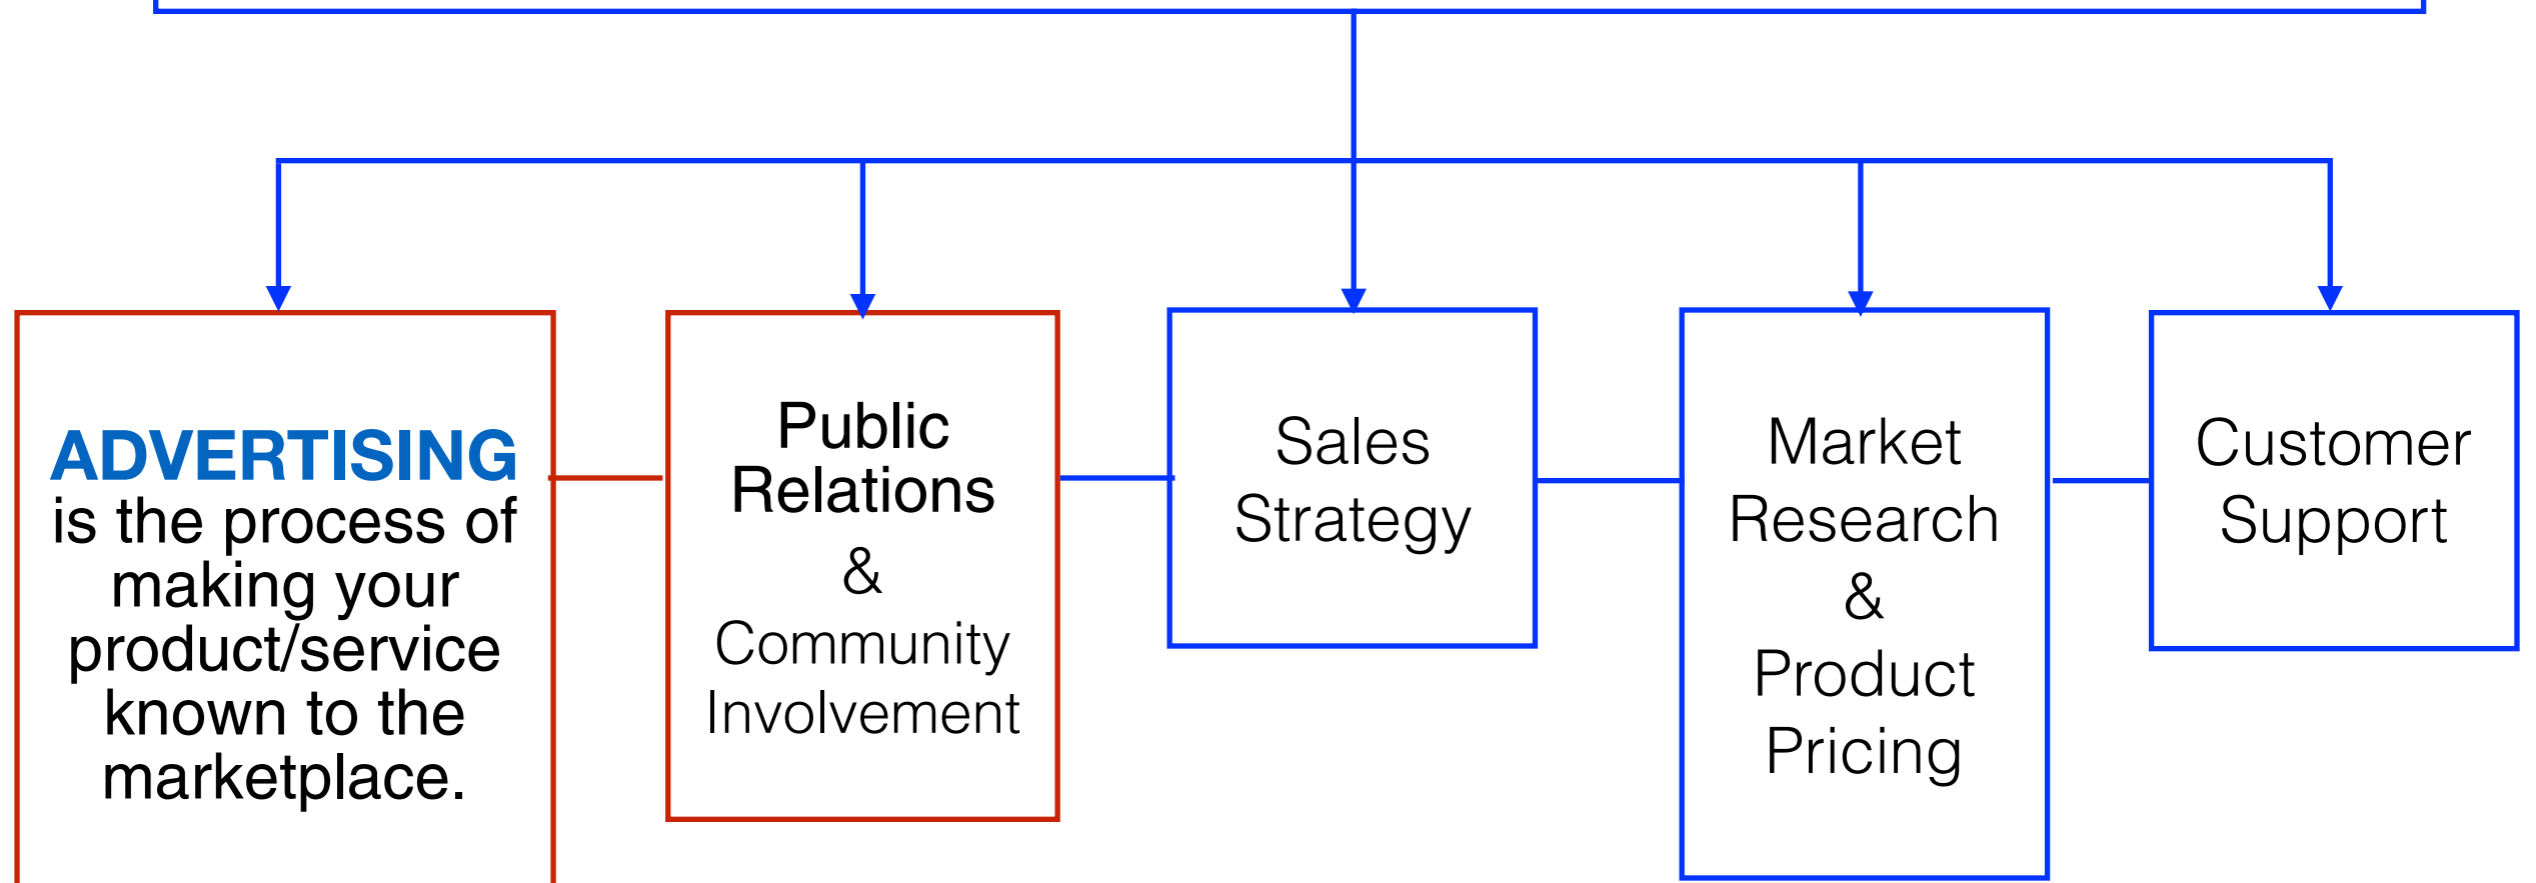 ADVERTISING
is the process of
making your
product/service
known to the
marketplace.
Public
Relations
&
Community
Involvement
Sales
Strategy
Market
Research
&
Product
Pricing
Customer
Support